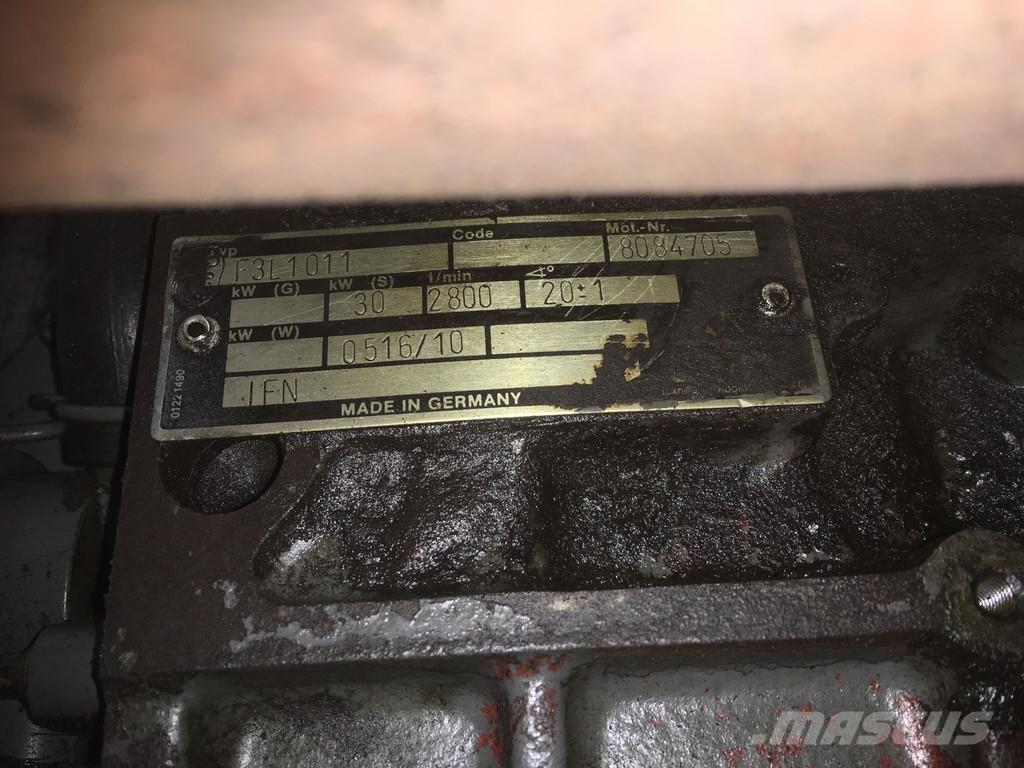 Typ Code Mot.-Nr.
F3L1011 8084705
kW (G) kW (S) 1/min ∢°
30 2800 20±1
kW (W)
0516/10
IFN
MADE IN GERMANY
01221490
MASCUS